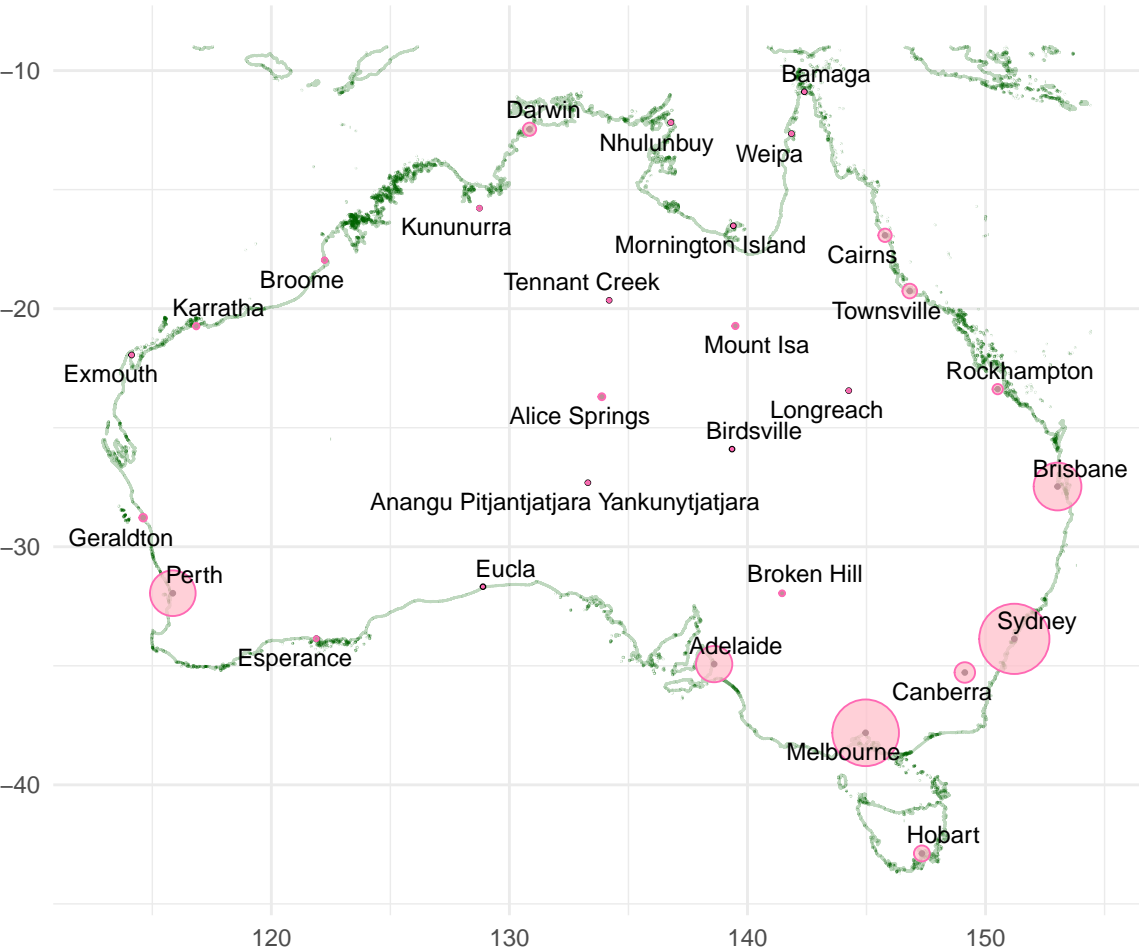 −10
Bamaga
Darwin
Nhulunbuy
Weipa
Kununurra
Mornington Island
Cairns
Broome
Tennant Creek
−20
Karratha
Townsville
Mount Isa
Exmouth
Rockhampton
Alice Springs
Longreach
Birdsville
Brisbane
Anangu Pitjantjatjara Yankunytjatjara
Geraldton
−30
Perth
Eucla
Broken Hill
Sydney
Adelaide
Esperance
Canberra
Melbourne
−40
Hobart
120 130 140 150